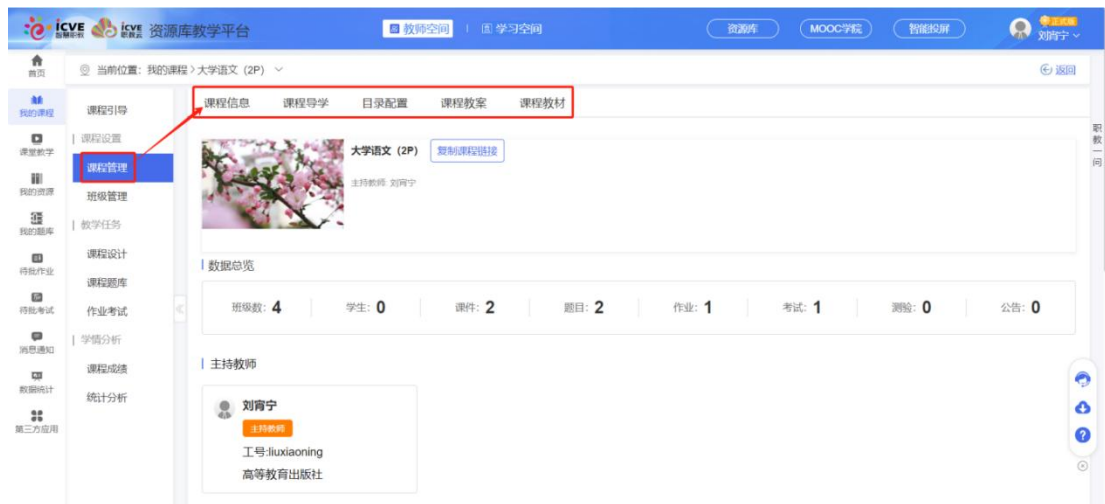 icve 智慧职教 icve 职教云 资源库教学平台
教师空间 学习空间
资源库 MOOC学院 智能投屏
正式版
刘宵宁
首页
我的课程
课堂教学
我的资源
我的题库
待批作业
待批考试
消息通知
数据统计
第三方应用
当前位置：我的课程 > 大学语文（2P）
返回
课程引导
课程设置
课程管理
班级管理
教学任务
课程设计
课程题库
作业考试
学情分析
课程成绩
统计分析
课程信息 课程导学 目录配置 课程教案 课程教材
大学语文（2P） 复制课程链接
主持教师: 刘宵宁
数据总览
班级数: 4 学生: 0 课件: 2 题目: 2 作业: 1 考试: 1 测验: 0 公告: 0
主持教师
刘宵宁
主持教师
工号:liuxiaoning
高等教育出版社
职教一问